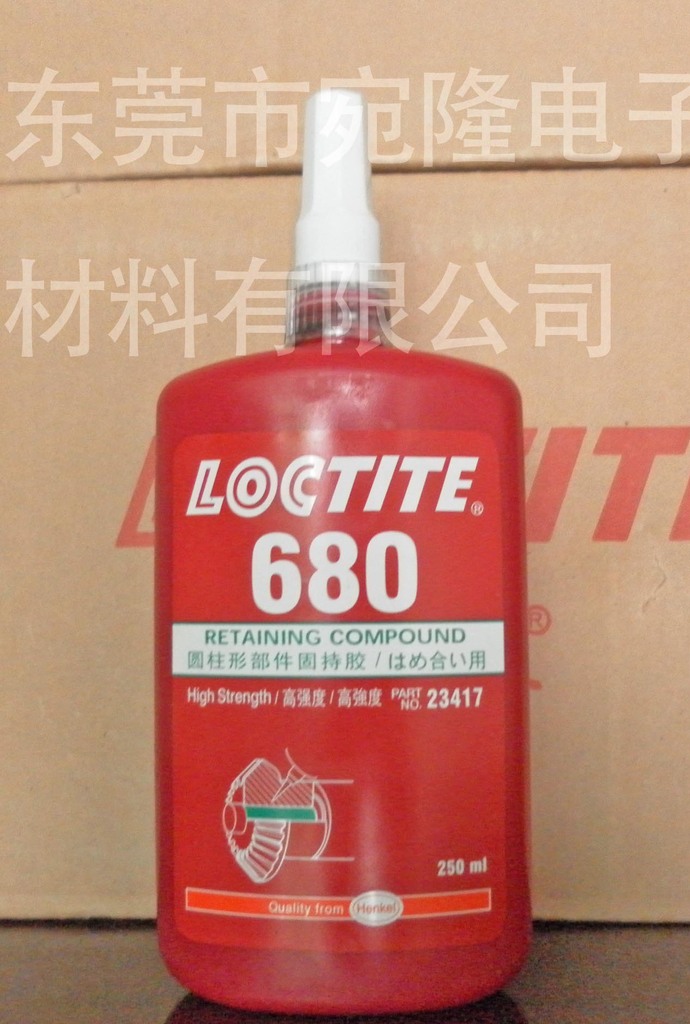 东莞市宛隆电子
材料有限公司
LOCTITE®
680
RETAINING COMPOUND
圆柱形部件固持胶 / はめ合い用
High Strength / 高强度 / 高強度 PART NO. 23417
250 ml
Quality from Henkel
ITE
®